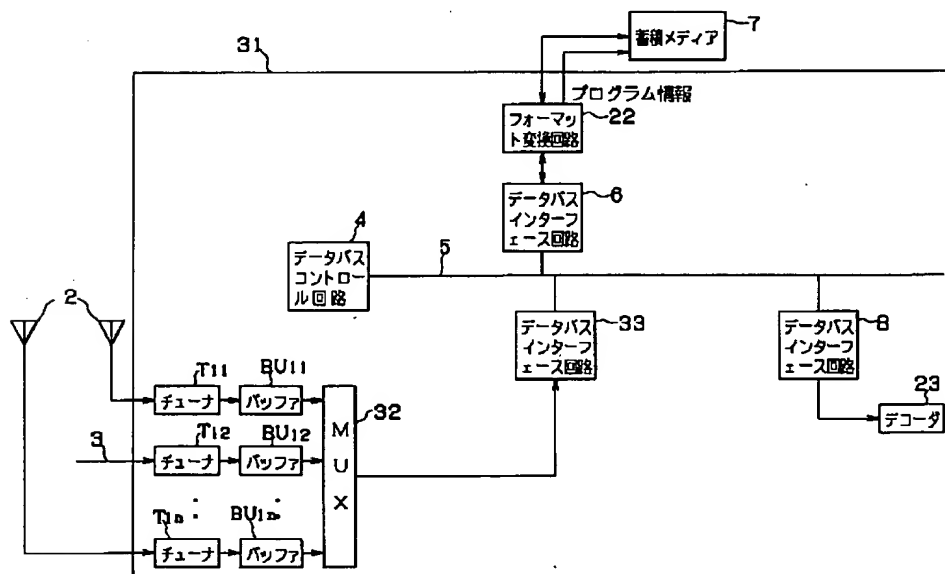 31
7
蓄積メディア
プログラム情報
22
フォーマッ
ト変換回路
6
データバス
インターフ
ェース回路
4
データバス
コントロー
ル回路
5
2
33
データバス
インターフ
ェース回路
8
データバス
インターフ
ェース回路
23
デコーダ
T11
チューナ
BU11
バッファ
3
T12
チューナ
BU12
バッファ
T1n
チューナ
BU1n
バッファ
32
M
U
X